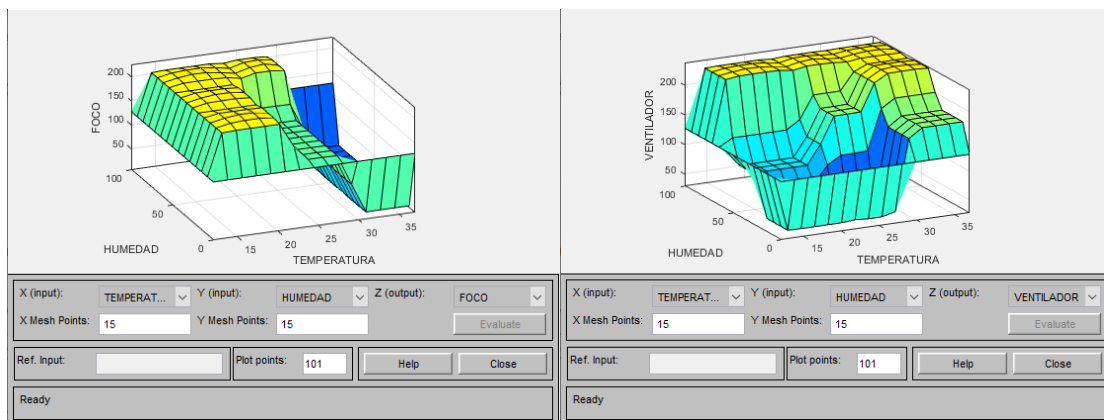 200
150
100
50
FOCO
100
50
0
HUMEDAD
15
20
25
30
35
TEMPERATURA
X (input):
TEMPERAT...
Y (input):
HUMEDAD
Z (output):
FOCO
X Mesh Points:
15
Y Mesh Points:
15
Evaluate
Ref. Input:
Plot points:
101
Help
Close
Ready
200
150
100
50
VENTILADOR
100
50
0
HUMEDAD
15
20
25
30
35
TEMPERATURA
X (input):
TEMPERAT...
Y (input):
HUMEDAD
Z (output):
VENTILADOR
X Mesh Points:
15
Y Mesh Points:
15
Evaluate
Ref. Input:
Plot points:
101
Help
Close
Ready